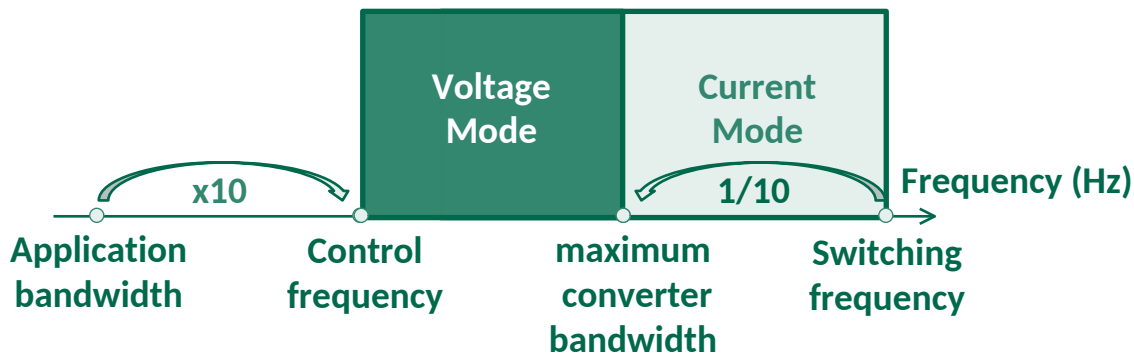 Voltage
Mode
Current
Mode
x10
1/10
Frequency (Hz)
Application
bandwidth
Control
frequency
maximum
converter
bandwidth
Switching
frequency